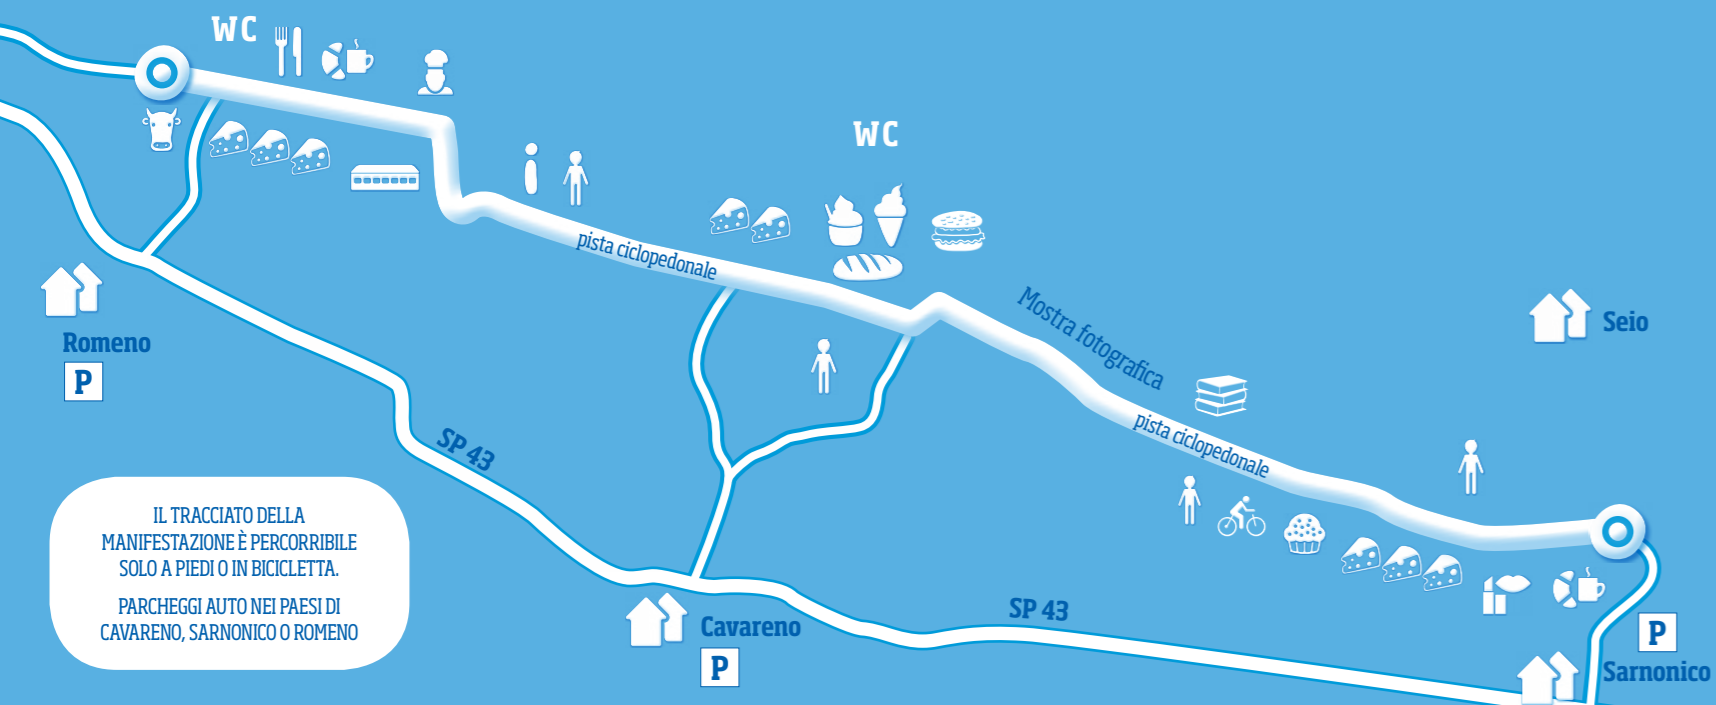 WC
WC
pista ciclopedonale
Mostra fotografica
Seio
Romeno
P
pista ciclopedonale
SP 43
IL TRACCIATO DELLA
MANIFESTAZIONE È PERCORRIBILE
SOLO A PIEDI O IN BICICLETTA.
PARCHEGGI AUTO NEI PAESI DI
CAVARENO, SARNONICO O ROMENO
SP 43
Cavareno
P
P
Sarnonico